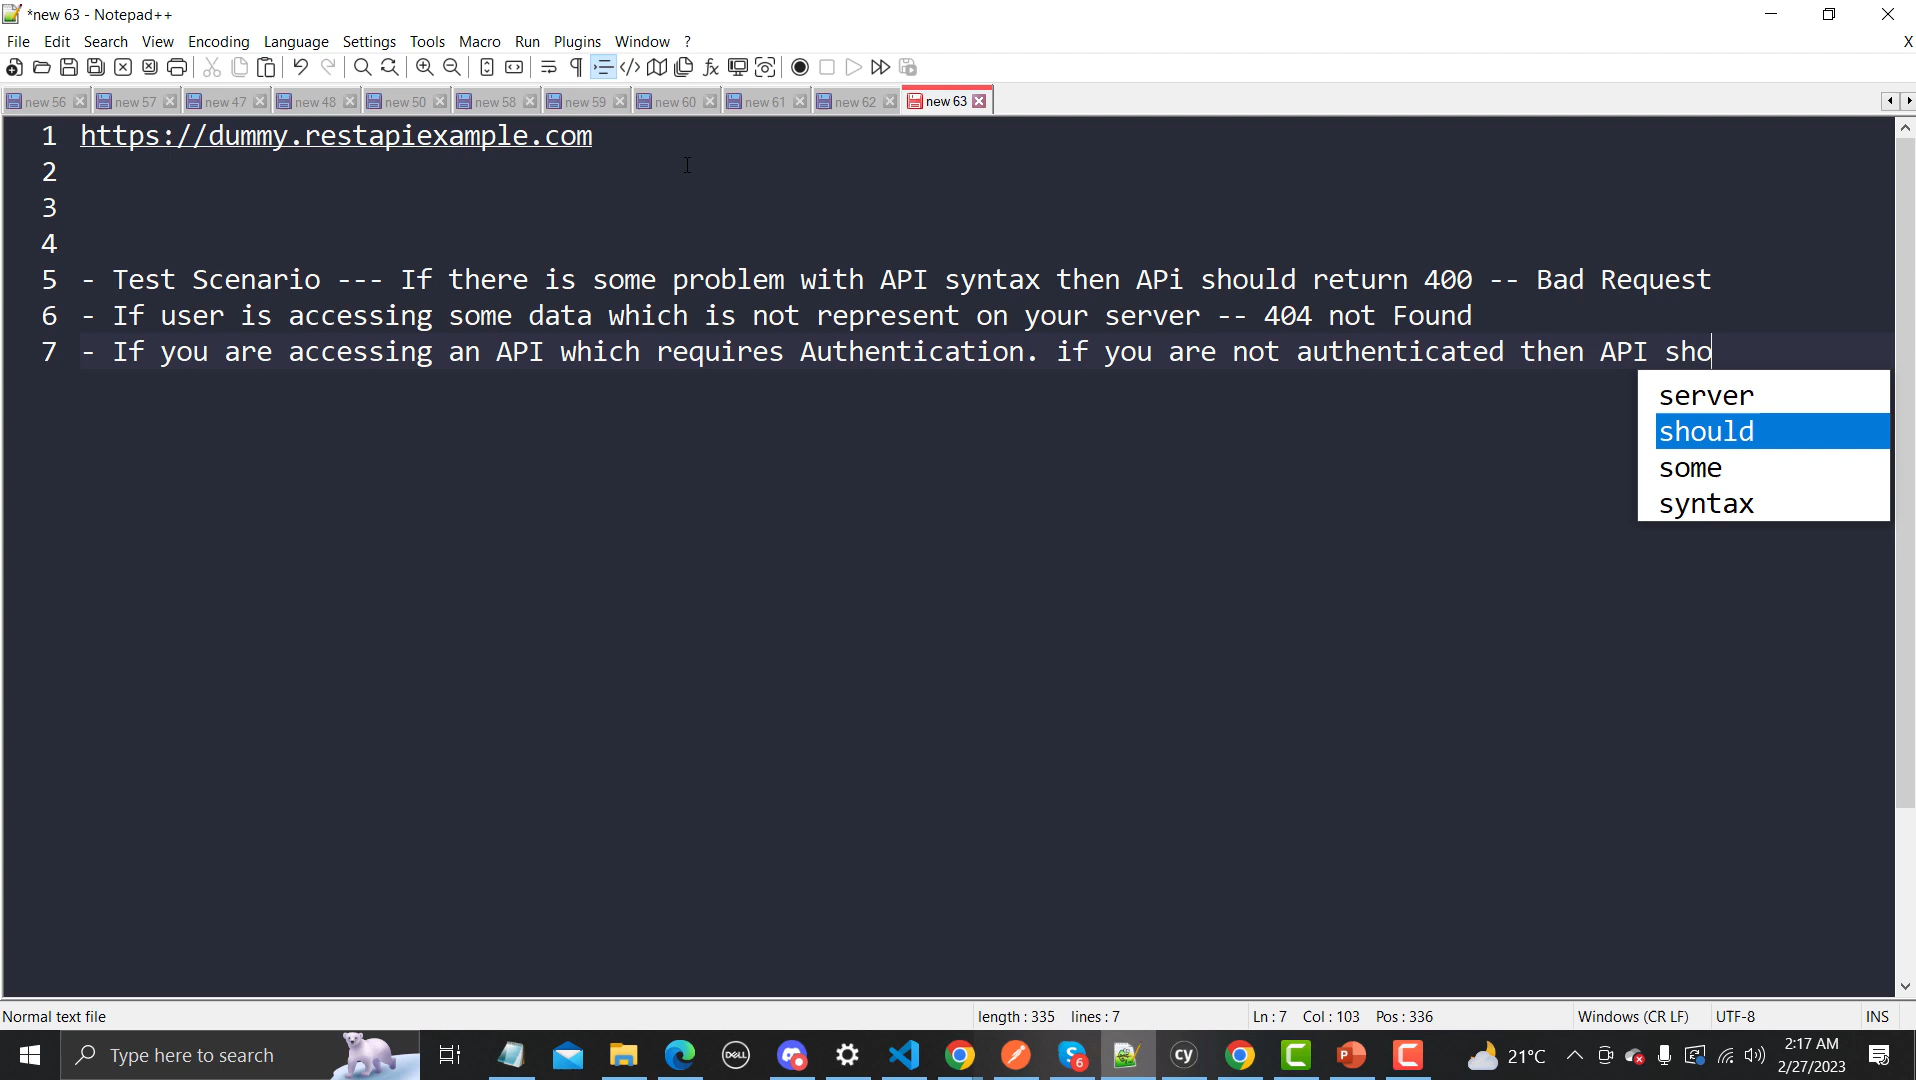 *new 63 - Notepad++
File Edit Search View Encoding Language Settings Tools Macro Run Plugins Window ? X
new 56 new 57 new 47 new 48 new 50 new 58 new 59 new 60 new 61 new 62 new 63
1 https://dummy.restapiexample.com
2
3
4
5 - Test Scenario --- If there is some problem with API syntax then APi should return 400 -- Bad Request
6 - If user is accessing some data which is not represent on your server -- 404 not Found
7 - If you are accessing an API which requires Authentication. if you are not authenticated then API sho
server
should
some
syntax
Normal text file length : 335 lines : 7 Ln : 7 Col : 103 Pos : 336 Windows (CR LF) UTF-8 INS
Type here to search DELL 6 cy 21°C 2:17 AM
2/27/2023